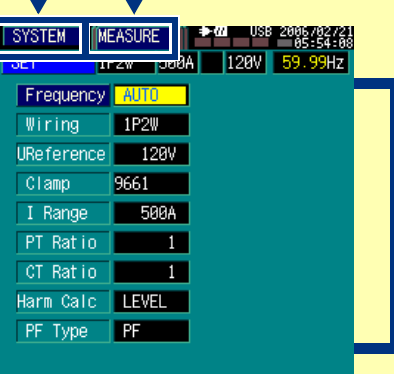 SYSTEM MEASURE USB 2006/02/21
05:54:08
SET 1P2W 500A 120V 59.99Hz
Frequency AUTO
Wiring 1P2W
UReference 120V
Clamp 9661
I Range 500A
PT Ratio 1
CT Ratio 1
Harm Calc LEVEL
PF Type PF